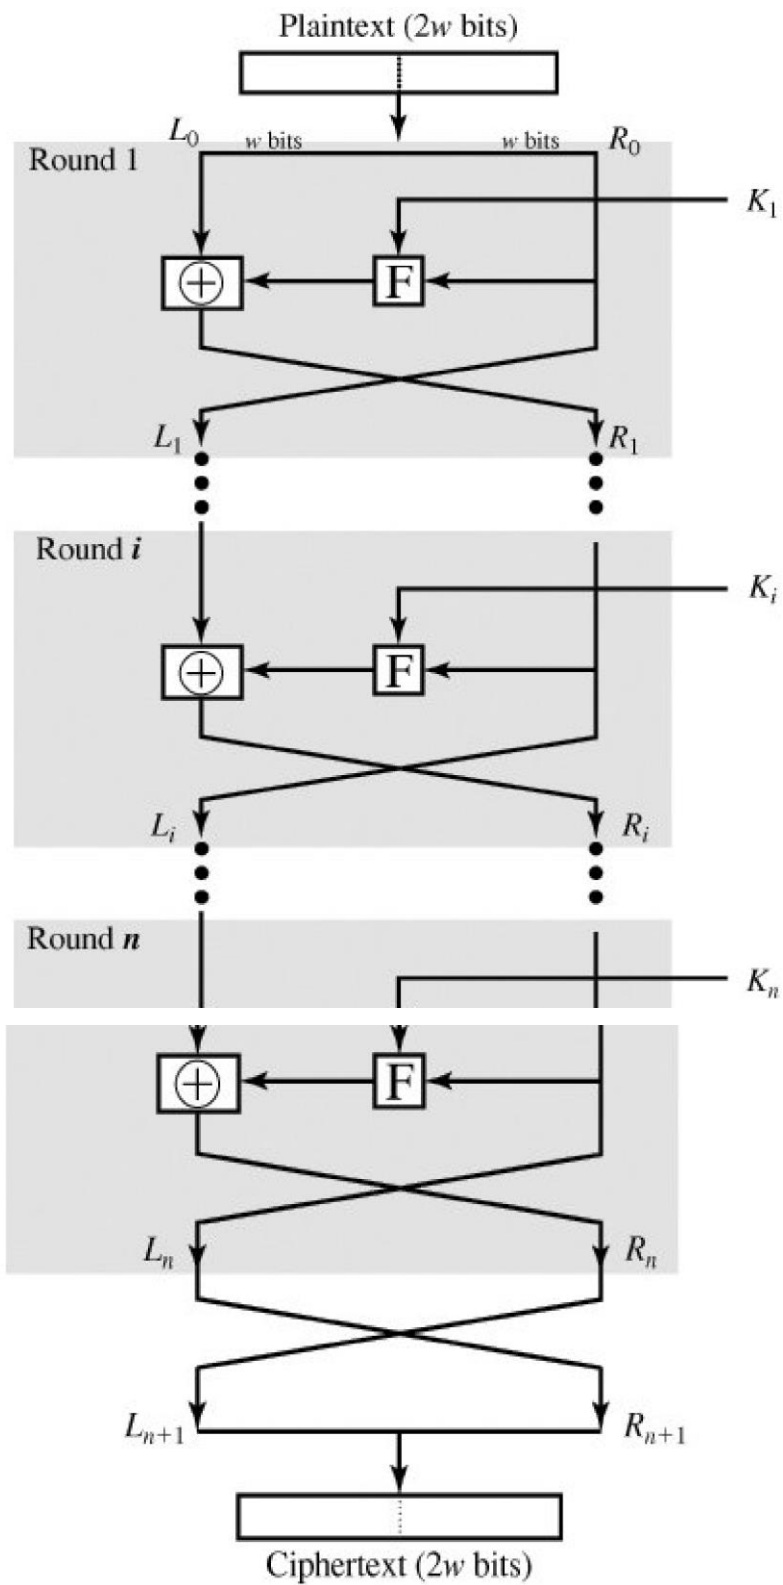 Plaintext (2w bits)
L₀ w bits w bits R₀
Round 1
K₁
+ F
L₁ R₁
Round i
Kᵢ
+ F
Lᵢ Rᵢ
Round n
Kₙ
+ F
Lₙ Rₙ
Lₙ₊₁ Rₙ₊₁
Ciphertext (2w bits)